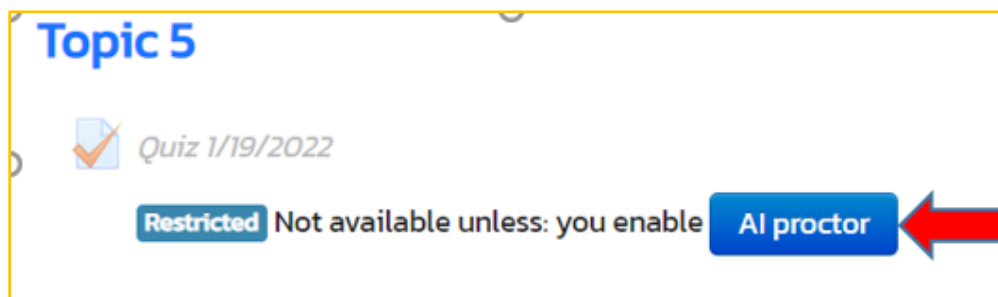 Topic 5
Quiz 1/19/2022
Restricted Not available unless: you enable AI proctor